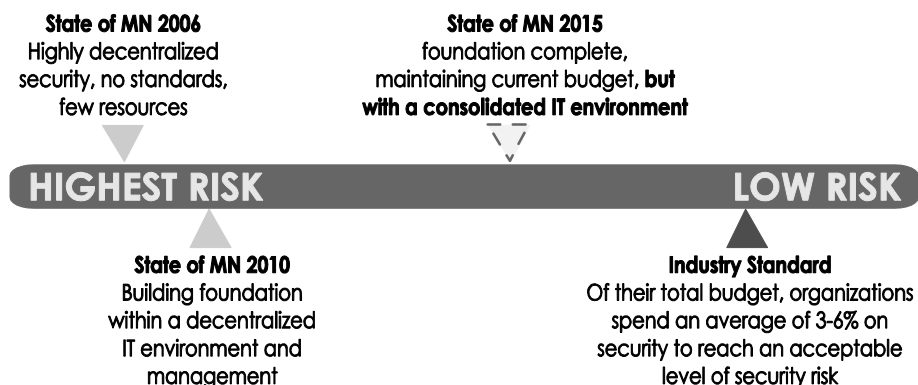 State of MN 2006
Highly decentralized
security, no standards,
few resources
State of MN 2015
foundation complete,
maintaining current budget, but
with a consolidated IT environment
HIGHEST RISK
LOW RISK
State of MN 2010
Building foundation
within a decentralized
IT environment and
management
Industry Standard
Of their total budget, organizations
spend an average of 3-6% on
security to reach an acceptable
level of security risk